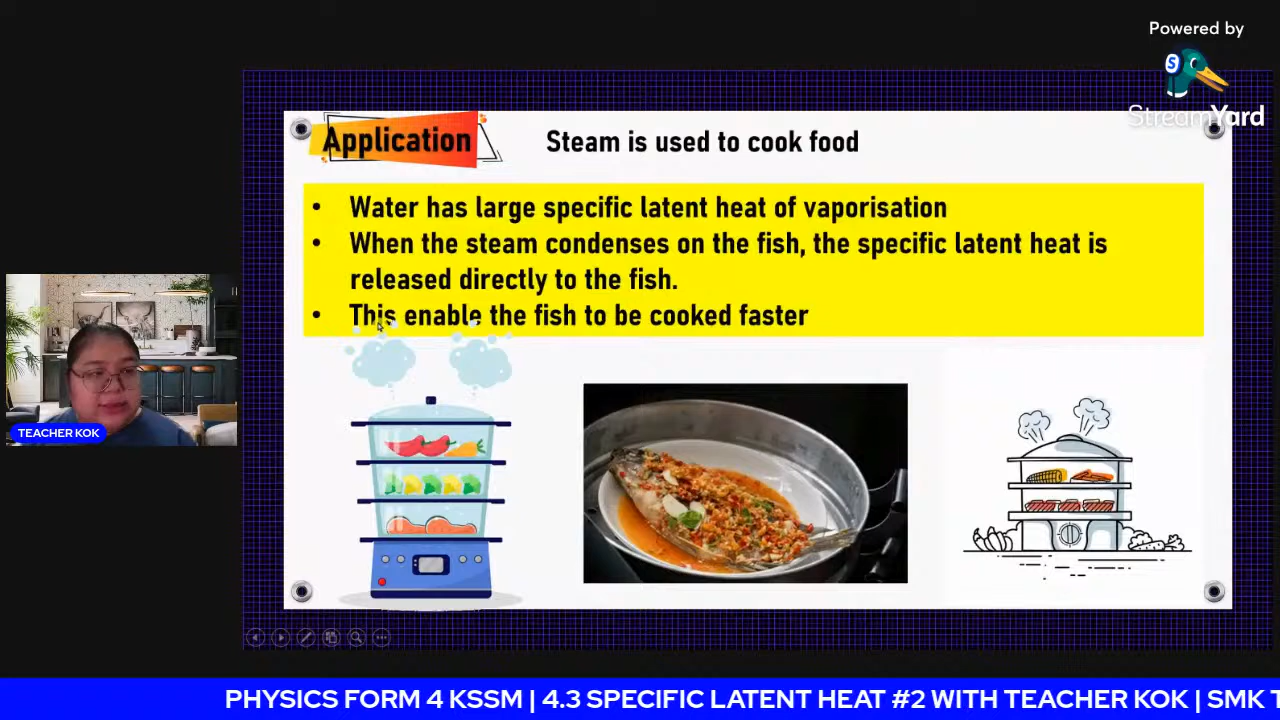 Powered by
S
StreamYard
Application
Steam is used to cook food
• Water has large specific latent heat of vaporisation
• When the steam condenses on the fish, the specific latent heat is
released directly to the fish.
• This enable the fish to be cooked faster
TEACHER KOK
PHYSICS FORM 4 KSSM | 4.3 SPECIFIC LATENT HEAT #2 WITH TEACHER KOK | SMK